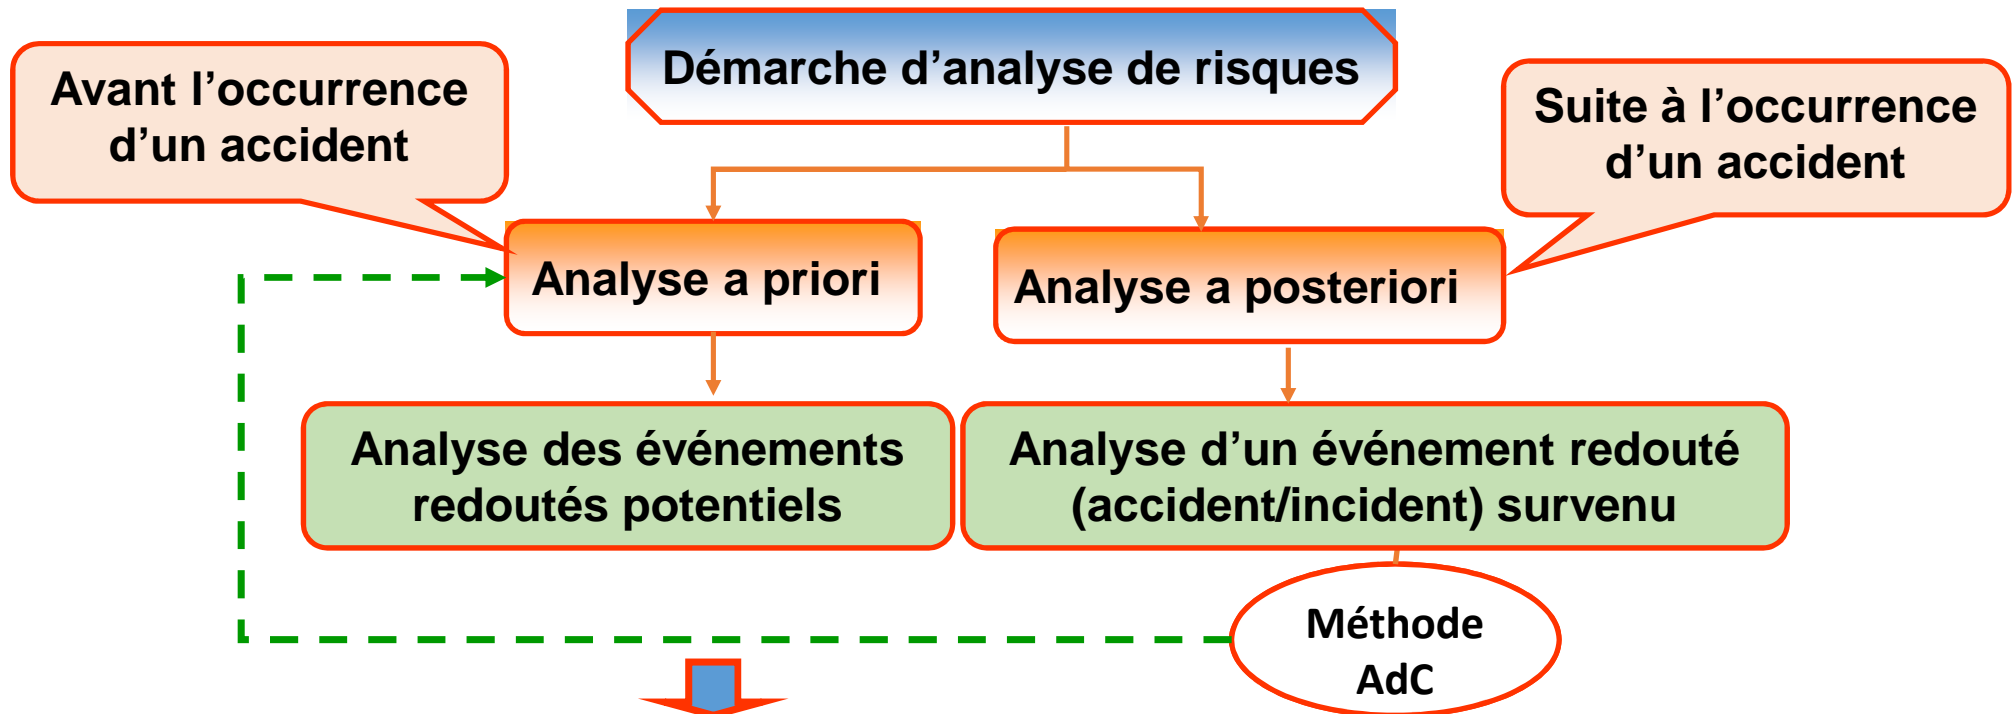 Démarche d’analyse de risques
Avant l’occurrence
d’un accident
Suite à l’occurrence
d’un accident
Analyse a priori
Analyse a posteriori
Analyse des événements
redoutés potentiels
Analyse d’un événement redouté
(accident/incident) survenu
Méthode
AdC